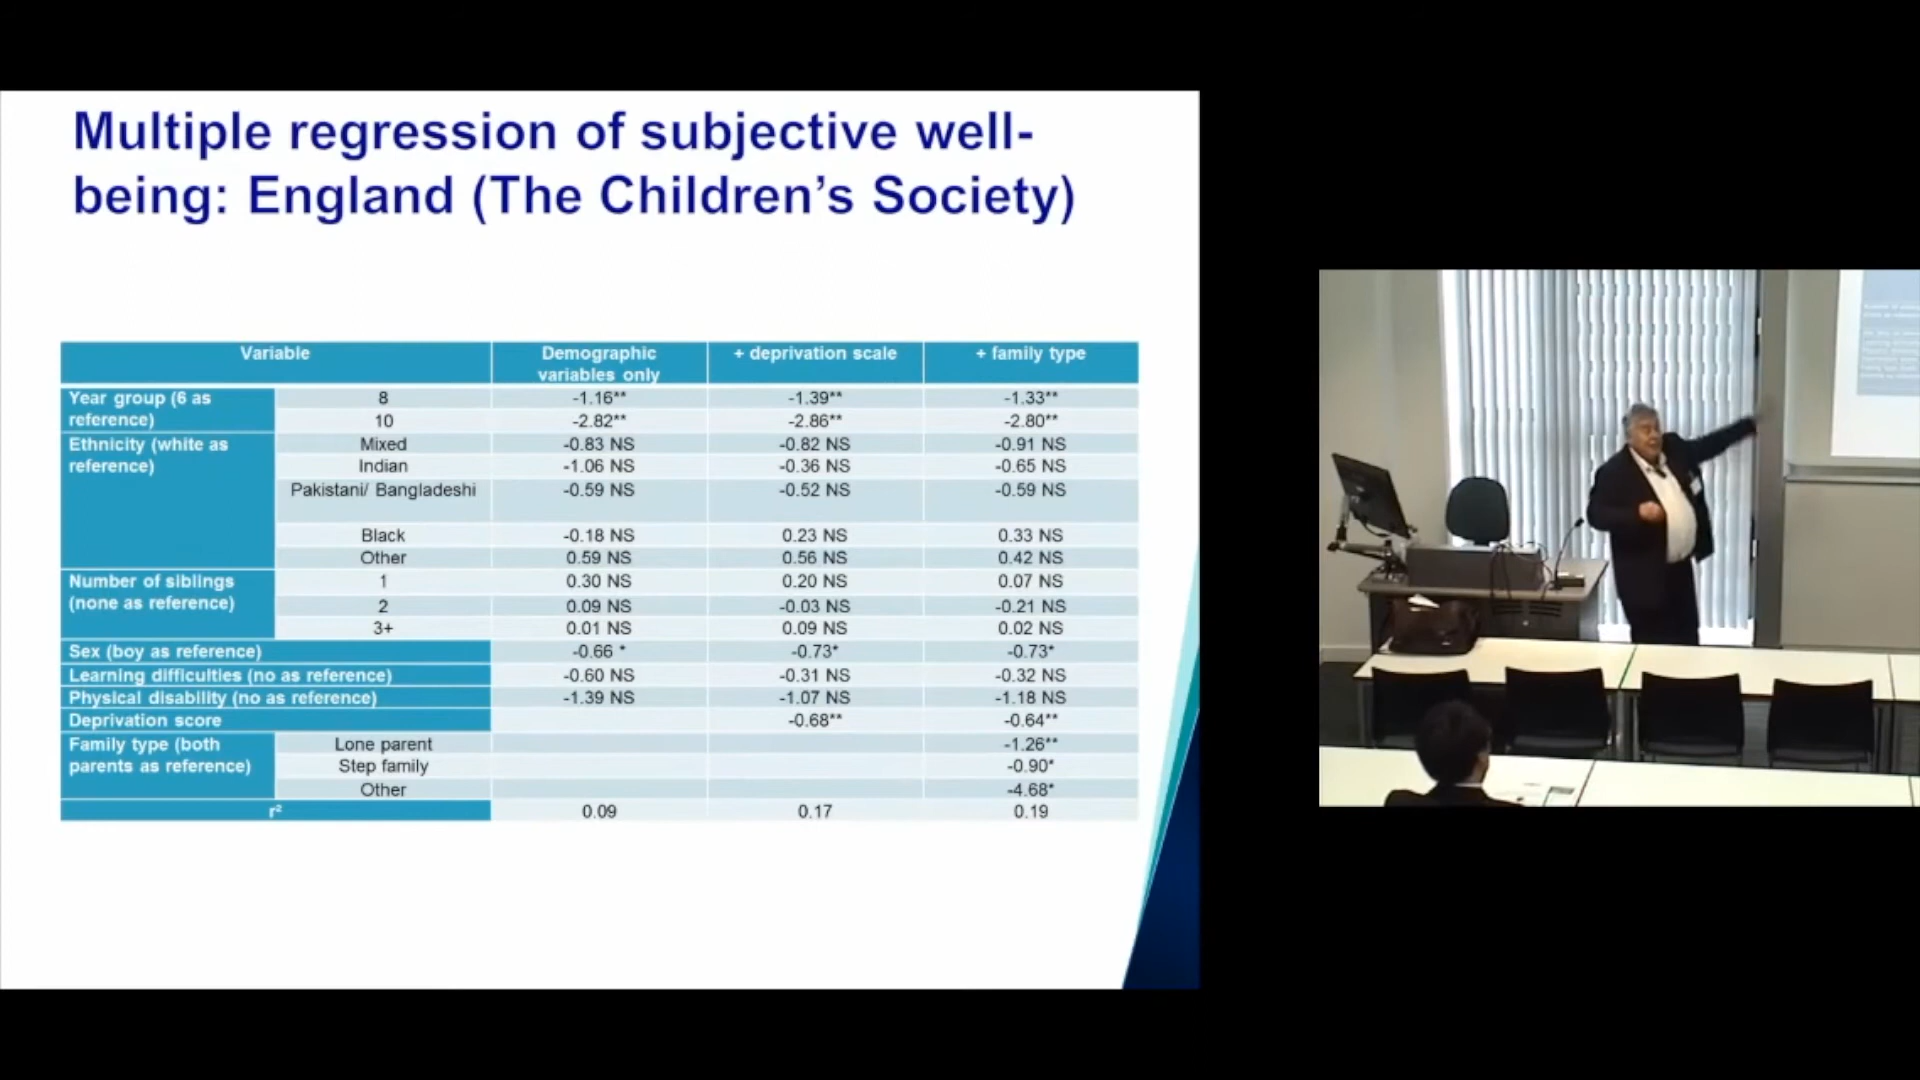 Multiple regression of subjective well-
being: England (The Children's Society)
Variable Demographic variables only + deprivation scale + family type
Year group (6 as reference) 8 -1.16** -1.39** -1.33**
10 -2.82** -2.86** -2.80**
Ethnicity (white as reference) Mixed -0.83 NS -0.82 NS -0.91 NS
Indian -1.06 NS -0.36 NS -0.65 NS
Pakistani/ Bangladeshi -0.59 NS -0.52 NS -0.59 NS
Black -0.18 NS 0.23 NS 0.33 NS
Other 0.59 NS 0.56 NS 0.42 NS
Number of siblings (none as reference) 1 0.30 NS 0.20 NS 0.07 NS
2 0.09 NS -0.03 NS -0.21 NS
3+ 0.01 NS 0.09 NS 0.02 NS
Sex (boy as reference) -0.66 * -0.73* -0.73*
Learning difficulties (no as reference) -0.60 NS -0.31 NS -0.32 NS
Physical disability (no as reference) -1.39 NS -1.07 NS -1.18 NS
Deprivation score -0.68** -0.64**
Family type (both parents as reference) Lone parent -1.26**
Step family -0.90*
Other -4.68*
r² 0.09 0.17 0.19